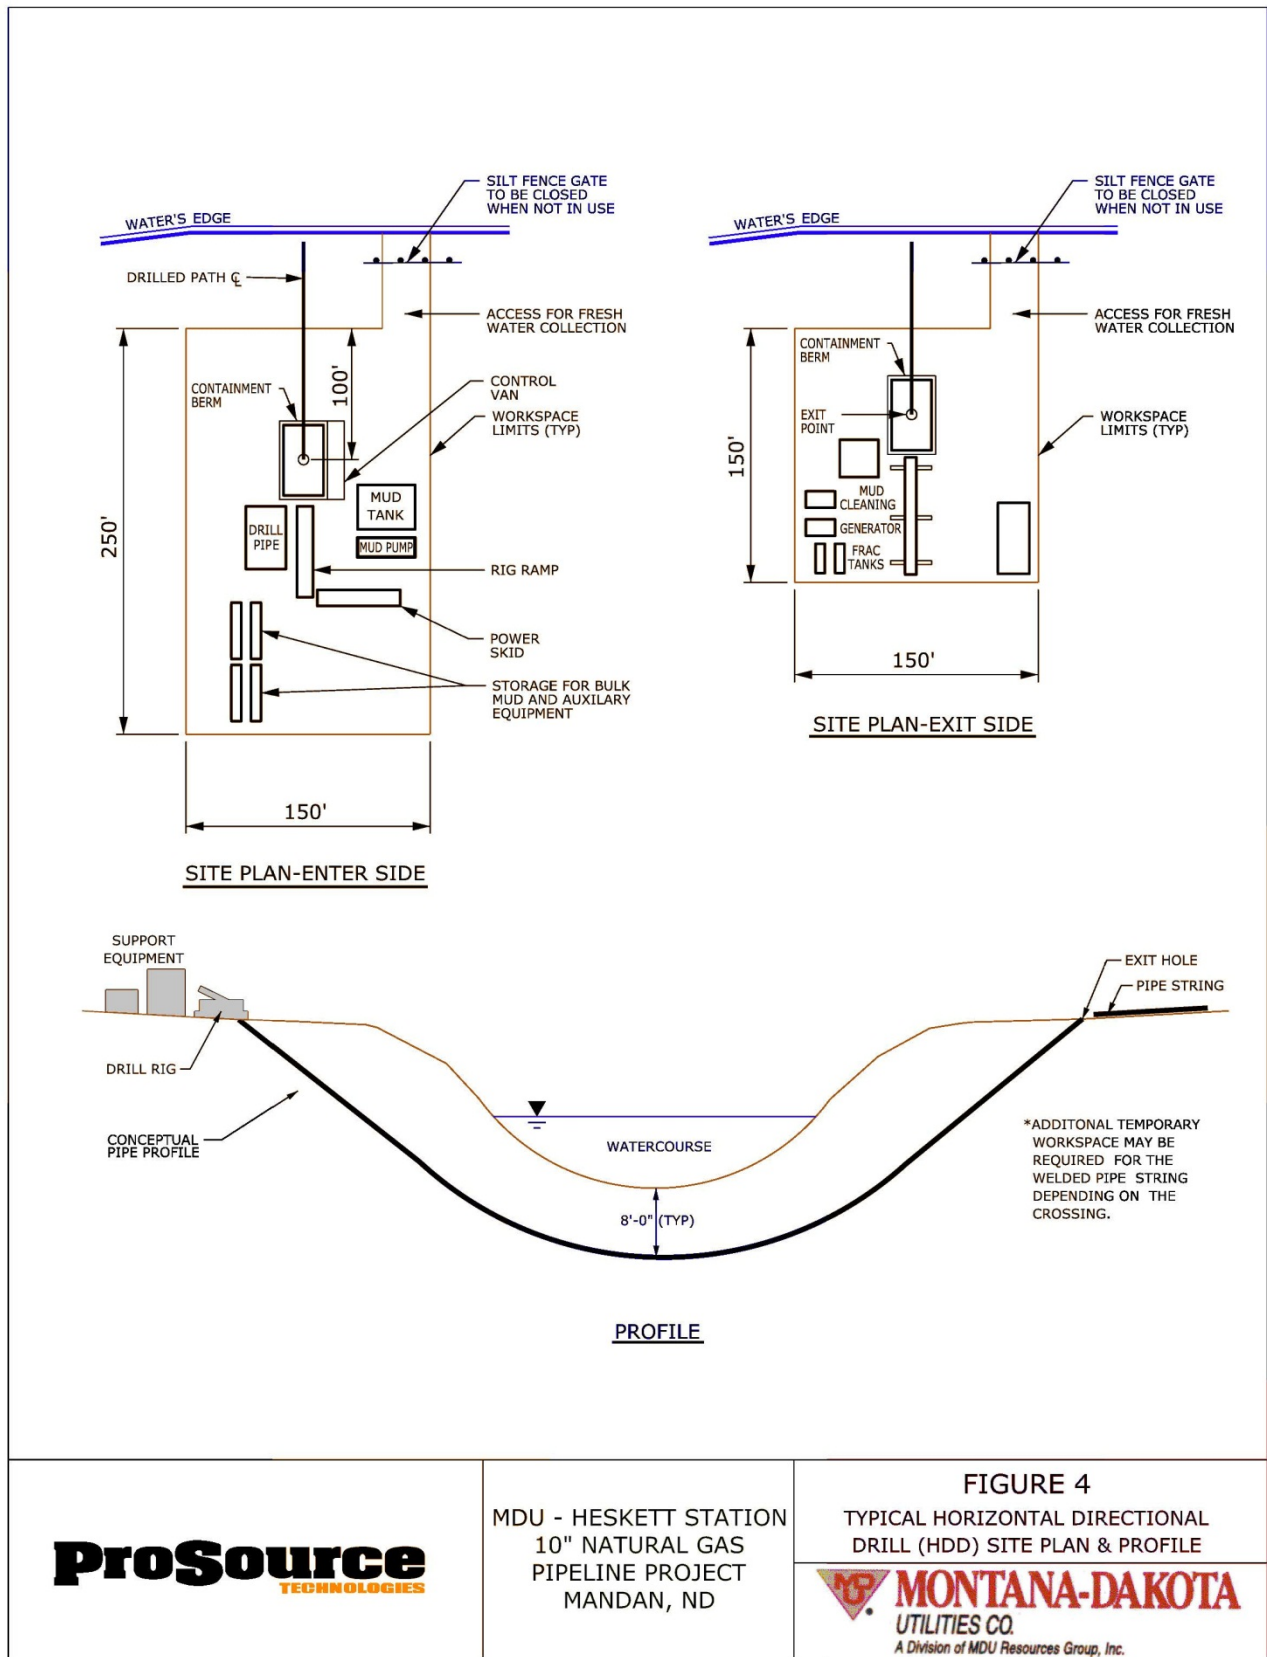 SILT FENCE GATE
TO BE CLOSED
WHEN NOT IN USE
WATER'S EDGE
DRILLED PATH ℄
ACCESS FOR FRESH
WATER COLLECTION
CONTROL
VAN
CONTAINMENT
BERM
100'
WORKSPACE
LIMITS (TYP)
250'
MUD
TANK
DRILL
PIPE
MUD PUMP
RIG RAMP
POWER
SKID
STORAGE FOR BULK
MUD AND AUXILARY
EQUIPMENT
150'
SITE PLAN-ENTER SIDE
SILT FENCE GATE
TO BE CLOSED
WHEN NOT IN USE
WATER'S EDGE
ACCESS FOR FRESH
WATER COLLECTION
CONTAINMENT
BERM
EXIT
POINT
WORKSPACE
LIMITS (TYP)
150'
MUD
CLEANING
GENERATOR
FRAC
TANKS
150'
SITE PLAN-EXIT SIDE
SUPPORT
EQUIPMENT
EXIT HOLE
PIPE STRING
DRILL RIG
CONCEPTUAL
PIPE PROFILE
WATERCOURSE
8'-0" (TYP)
*ADDITONAL TEMPORARY
WORKSPACE MAY BE
REQUIRED FOR THE
WELDED PIPE STRING
DEPENDING ON THE
CROSSING.
PROFILE
ProSource
TECHNOLOGIES
MDU - HESKETT STATION
10" NATURAL GAS
PIPELINE PROJECT
MANDAN, ND
FIGURE 4
TYPICAL HORIZONTAL DIRECTIONAL
DRILL (HDD) SITE PLAN & PROFILE
MDU
MONTANA-DAKOTA
UTILITIES CO.
A Division of MDU Resources Group, Inc.